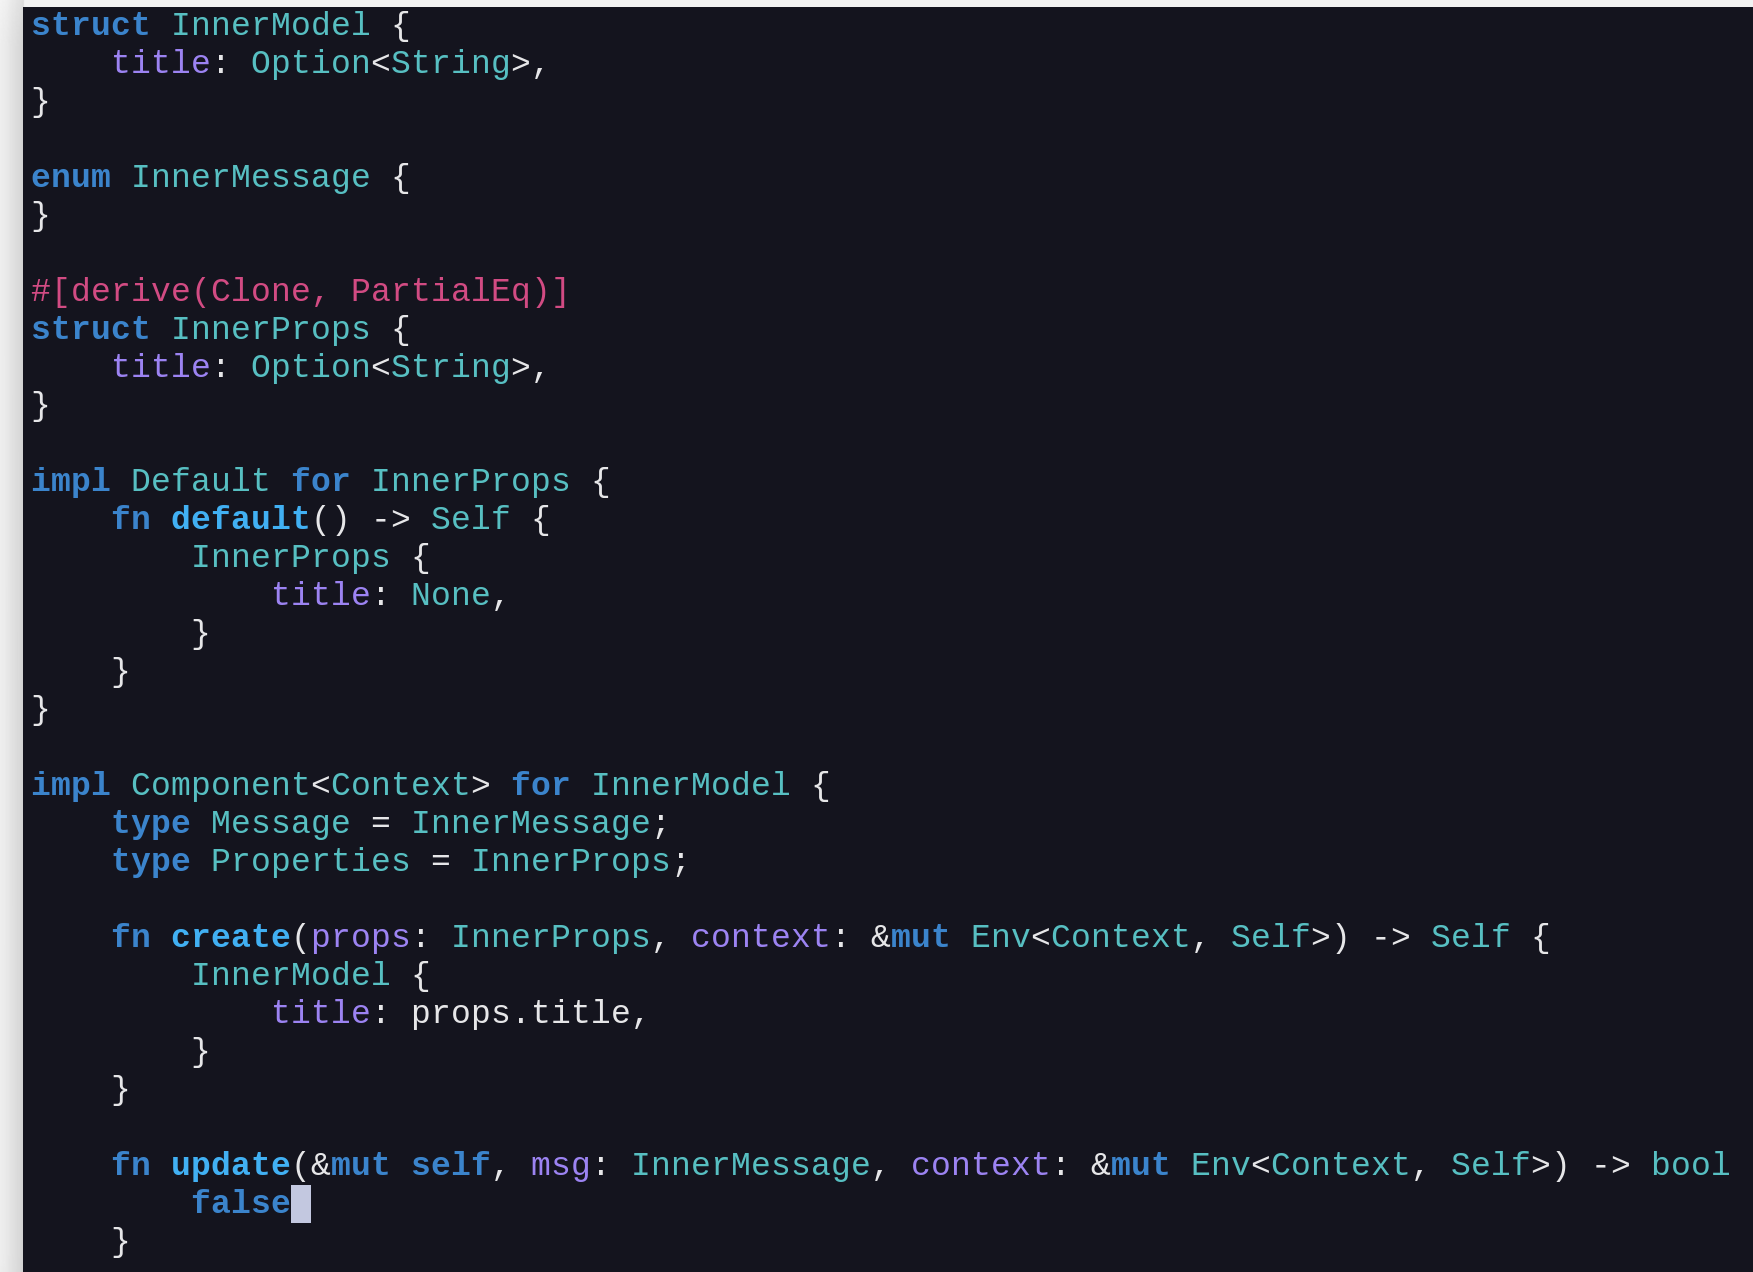 struct InnerModel {
    title: Option<String>,
}

enum InnerMessage {
}

#[derive(Clone, PartialEq)]
struct InnerProps {
    title: Option<String>,
}

impl Default for InnerProps {
    fn default() -> Self {
        InnerProps {
            title: None,
        }
    }
}

impl Component<Context> for InnerModel {
    type Message = InnerMessage;
    type Properties = InnerProps;

    fn create(props: InnerProps, context: &mut Env<Context, Self>) -> Self {
        InnerModel {
            title: props.title,
        }
    }

    fn update(&mut self, msg: InnerMessage, context: &mut Env<Context, Self>) -> bool
        false
    }